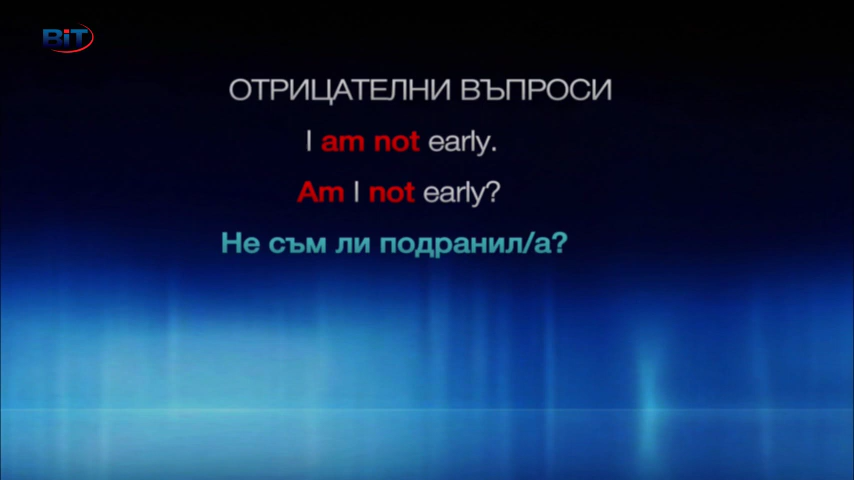 BiT
ОТРИЦАТЕЛНИ ВЪПРОСИ
I am not early.
Am I not early?
Не съм ли подранил/а?